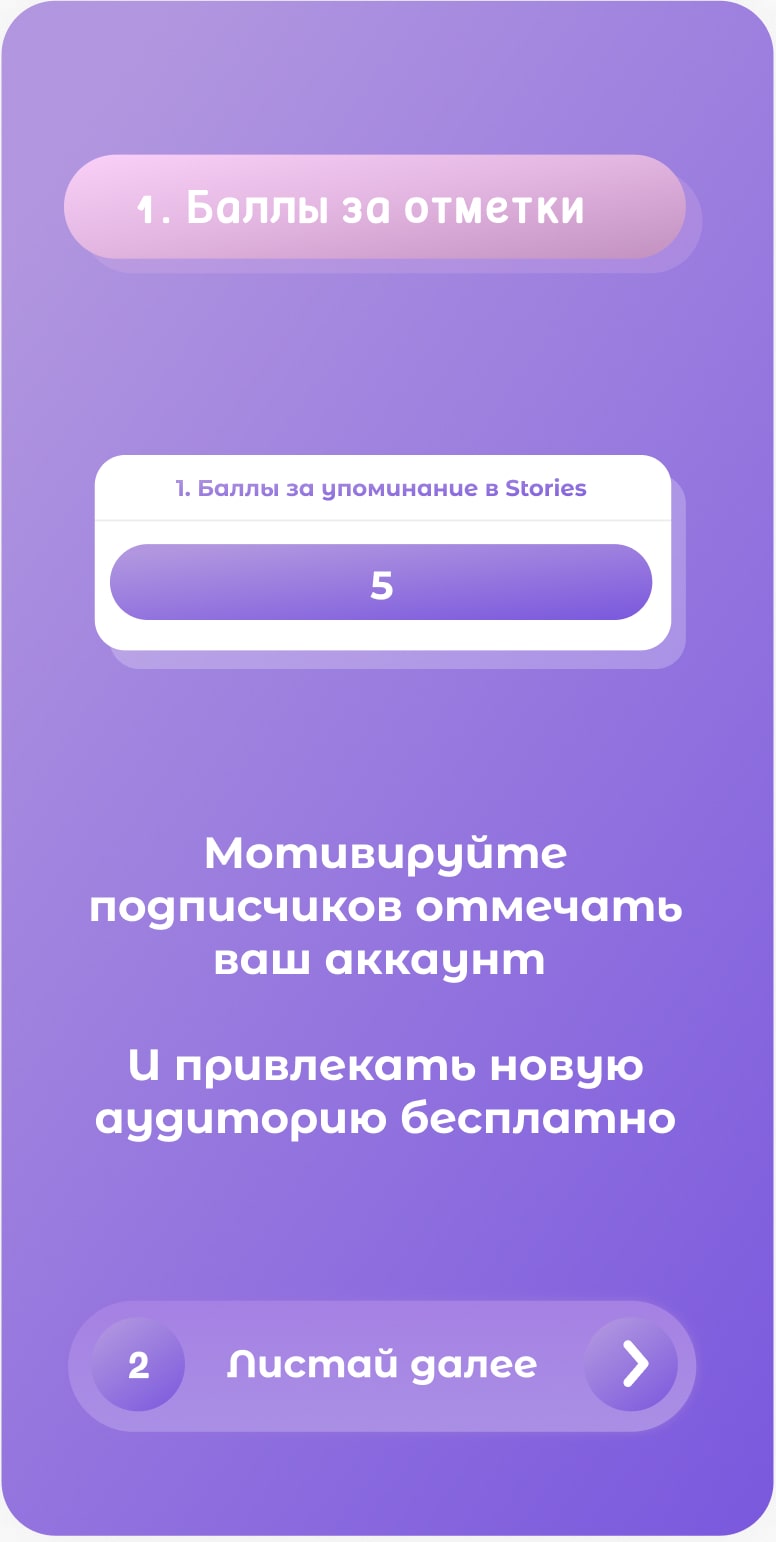 1. Баллы за отметки
1. Баллы за упоминание в Stories
5
Мотивируйте
подписчиков отмечать
ваш аккаунт
И привлекать новую
аудиторию бесплатно
2 Листай далее